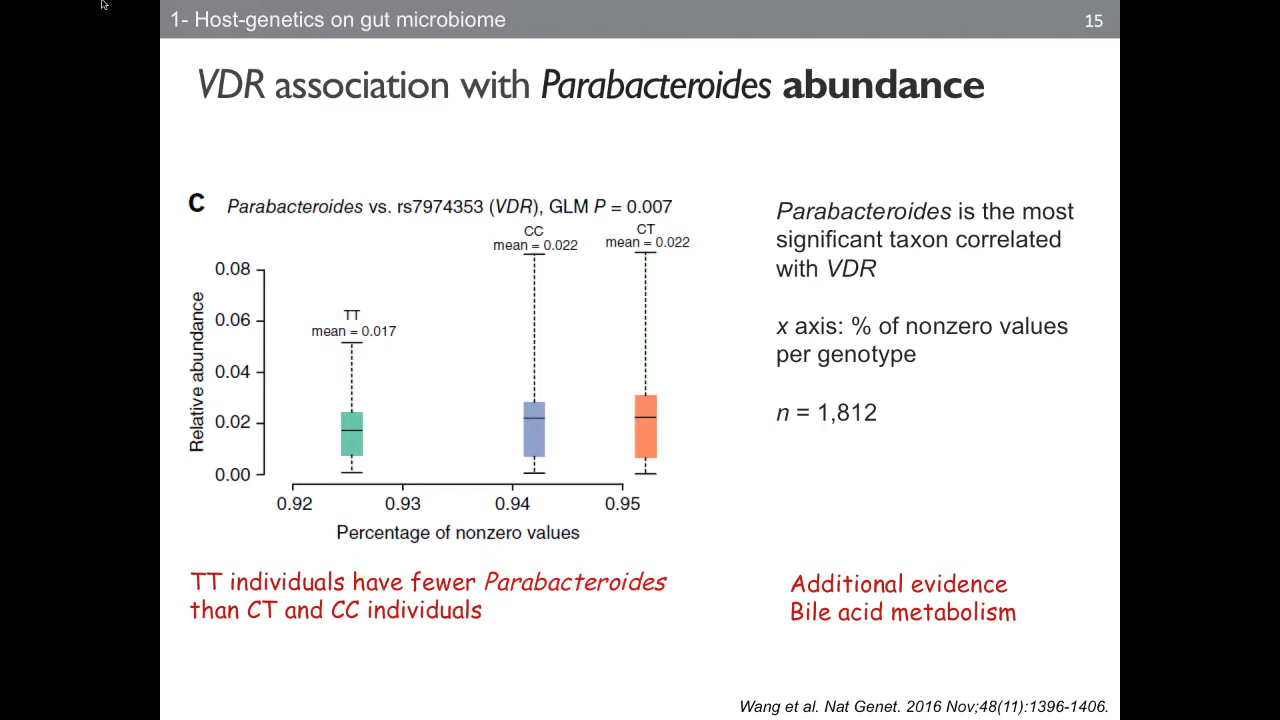 1- Host-genetics on gut microbiome
15
VDR association with Parabacteroides abundance
C Parabacteroides vs. rs7974353 (VDR), GLM P = 0.007
CC
mean = 0.022
CT
mean = 0.022
TT
mean = 0.017
Relative abundance
0.08
0.06
0.04
0.02
0.00
0.92 0.93 0.94 0.95
Percentage of nonzero values
Parabacteroides is the most
significant taxon correlated
with VDR
x axis: % of nonzero values
per genotype
n = 1,812
TT individuals have fewer Parabacteroides
than CT and CC individuals
Additional evidence
Bile acid metabolism
Wang et al. Nat Genet. 2016 Nov;48(11):1396-1406.